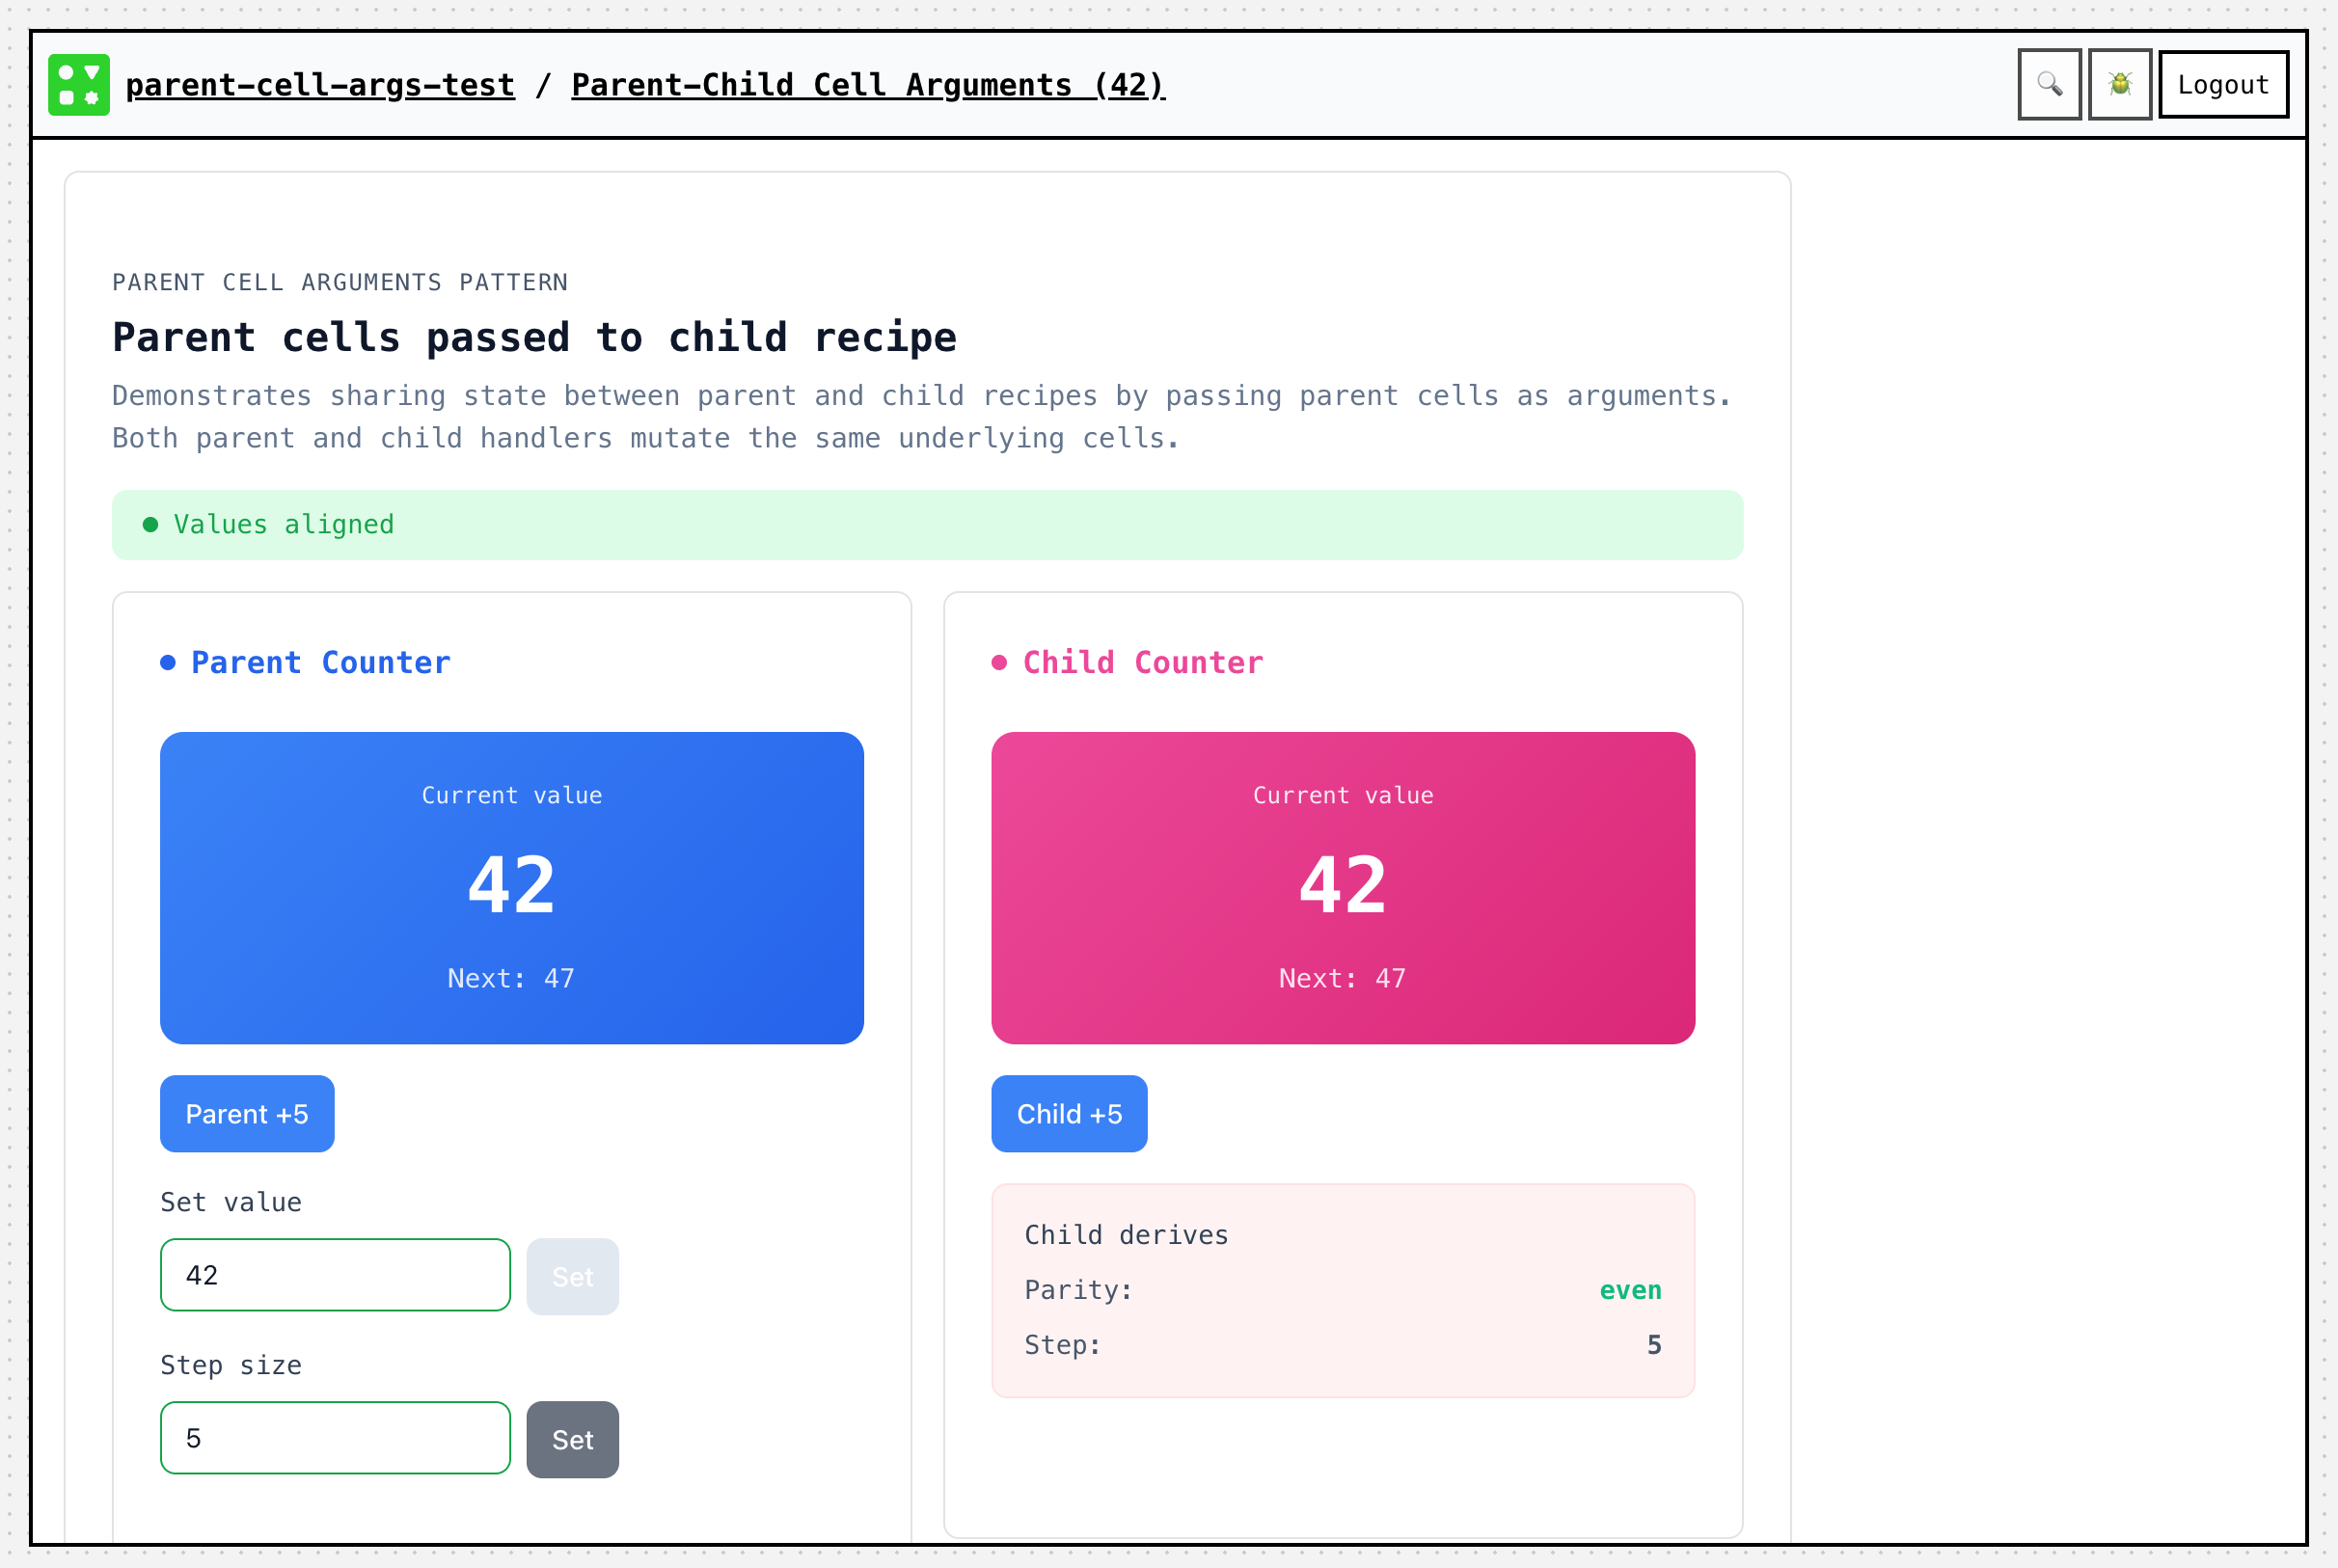 parent-cell-args-test / Parent-Child Cell Arguments (42)
Logout
PARENT CELL ARGUMENTS PATTERN
Parent cells passed to child recipe
Demonstrates sharing state between parent and child recipes by passing parent cells as arguments.
Both parent and child handlers mutate the same underlying cells.
Values aligned
Parent Counter
Current value
42
Next: 47
Parent +5
Set value
42
Set
Step size
5
Set
Child Counter
Current value
42
Next: 47
Child +5
Child derives
Parity: even
Step: 5